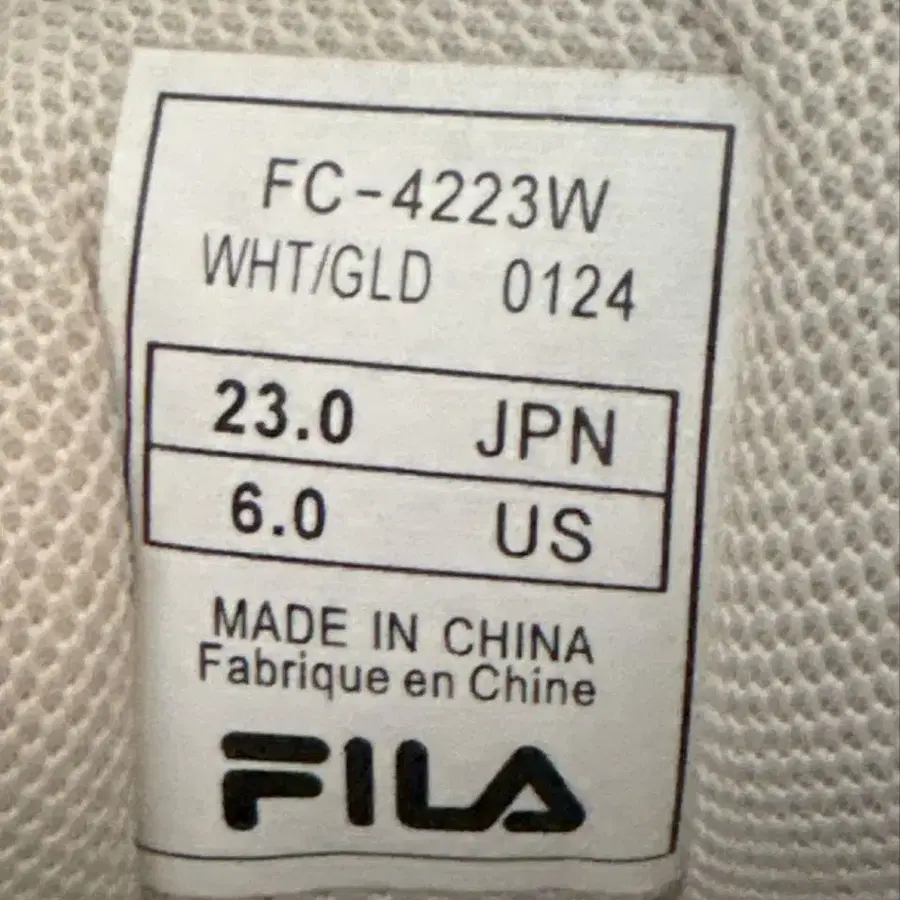 FC-4223W
WHT/GLD 0124
23.0 JPN
6.0 US
MADE IN CHINA
Fabrique en Chine
FILA